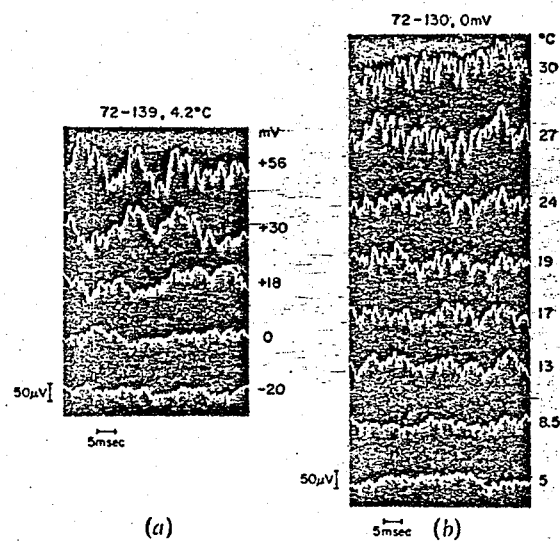 72-139, 4.2°C
mV
+56
+30
+18
0
-20
50μV
5msec
(a)
72-130, 0mV
°C
30
27
24
19
17
13
8.5
5
50μV
5msec
(b)